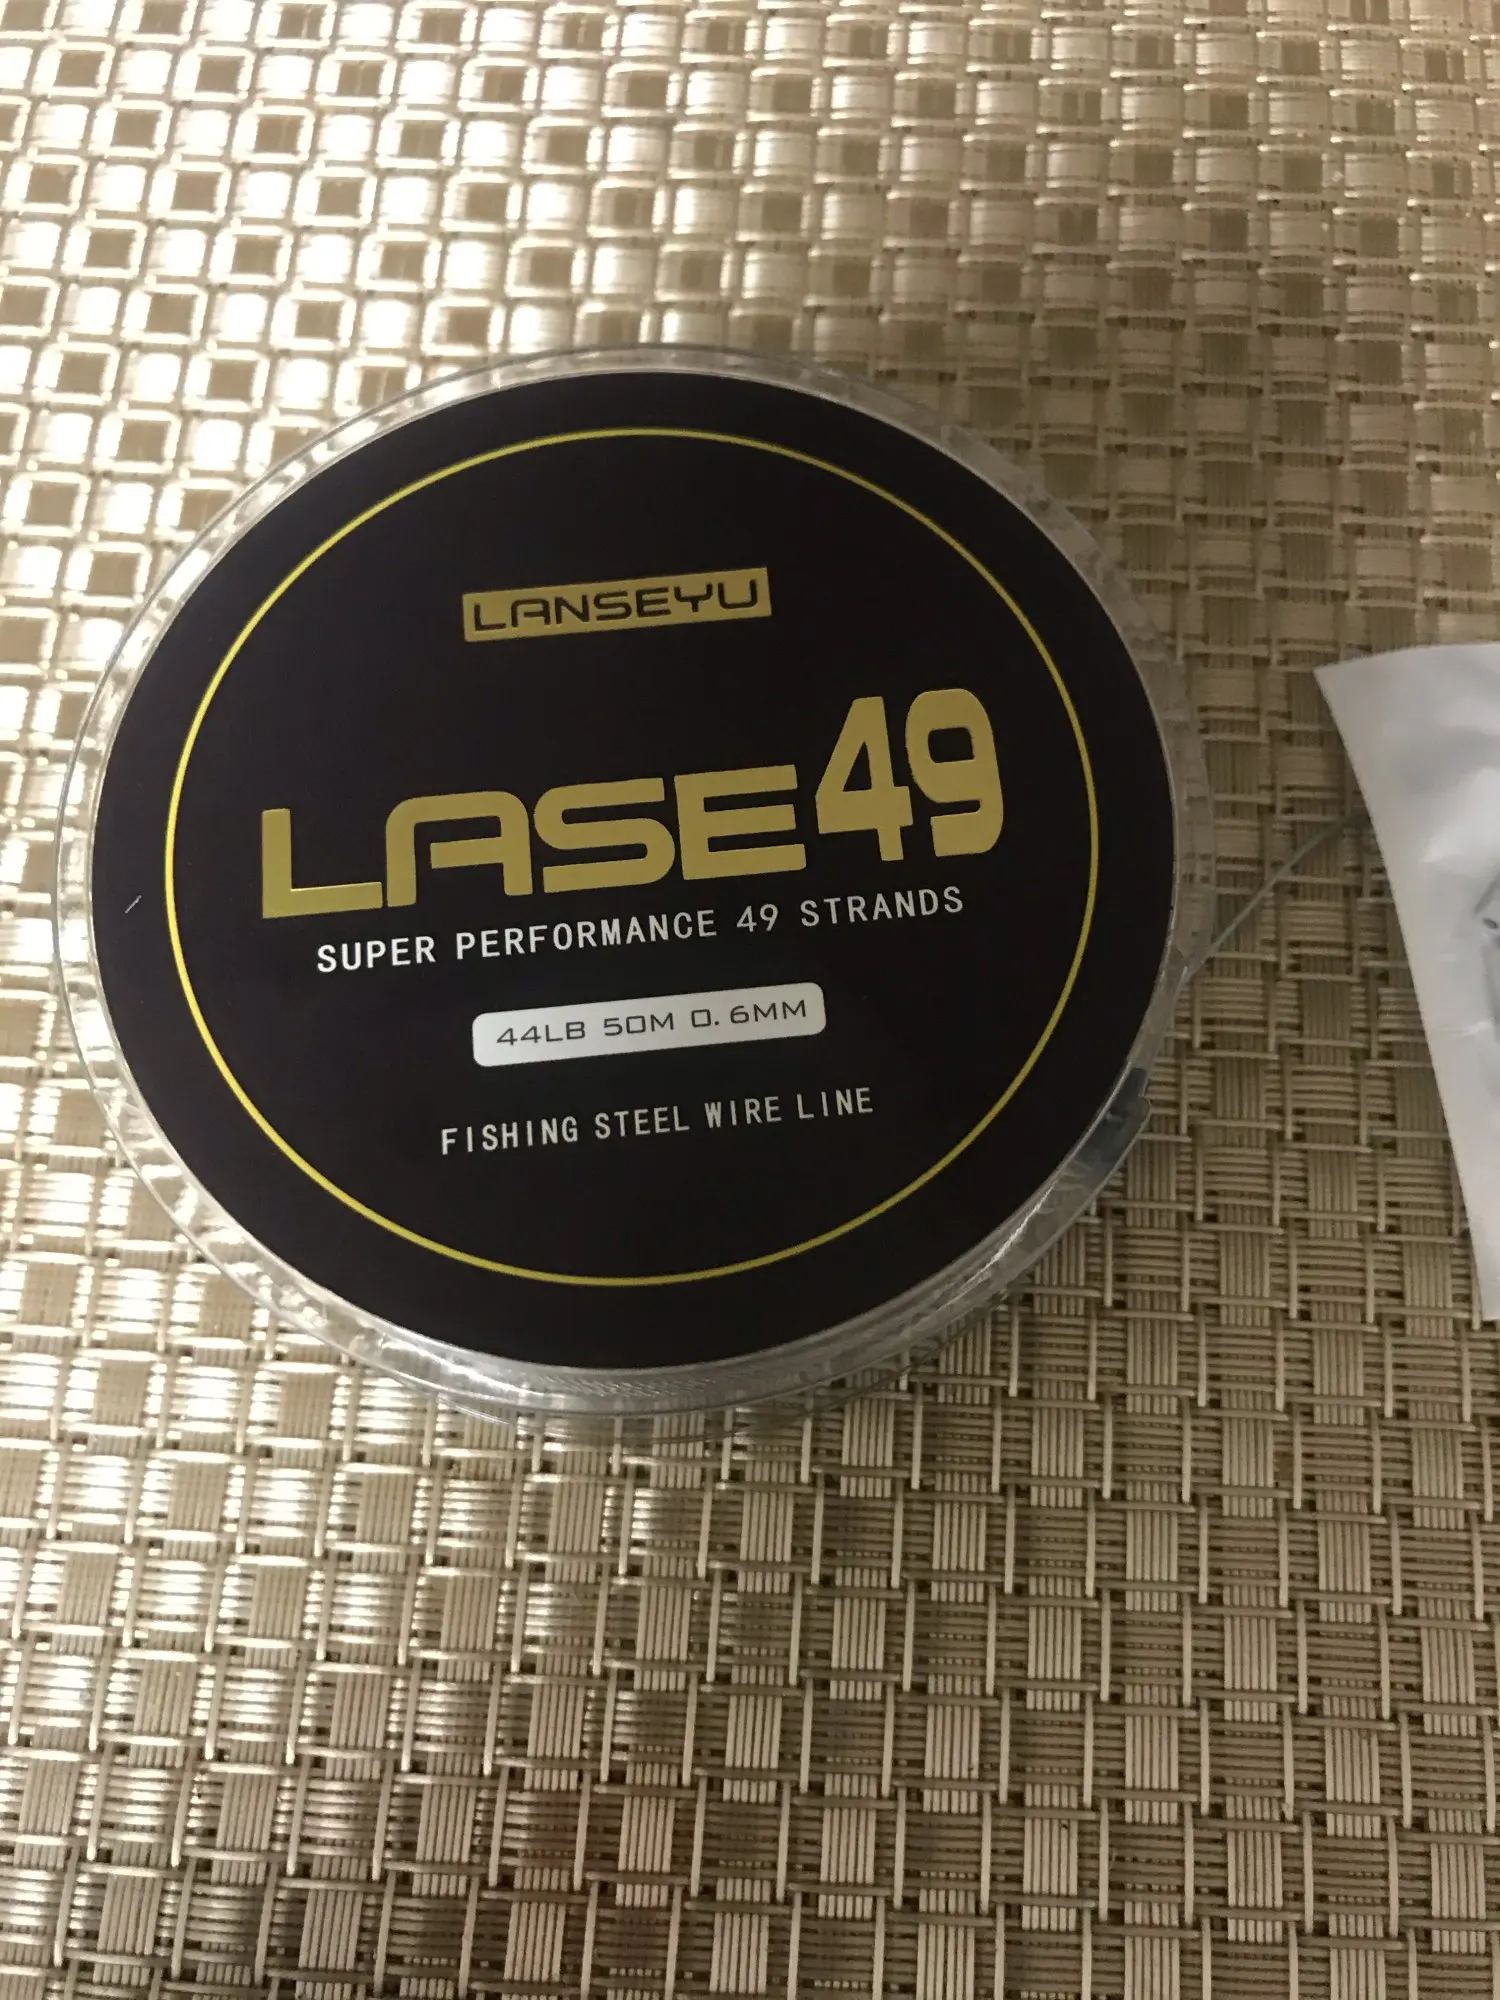 LANSEYU
LASE49
SUPER PERFORMANCE 49 STRANDS
44LB 50M 0.6MM
FISHING STEEL WIRE LINE